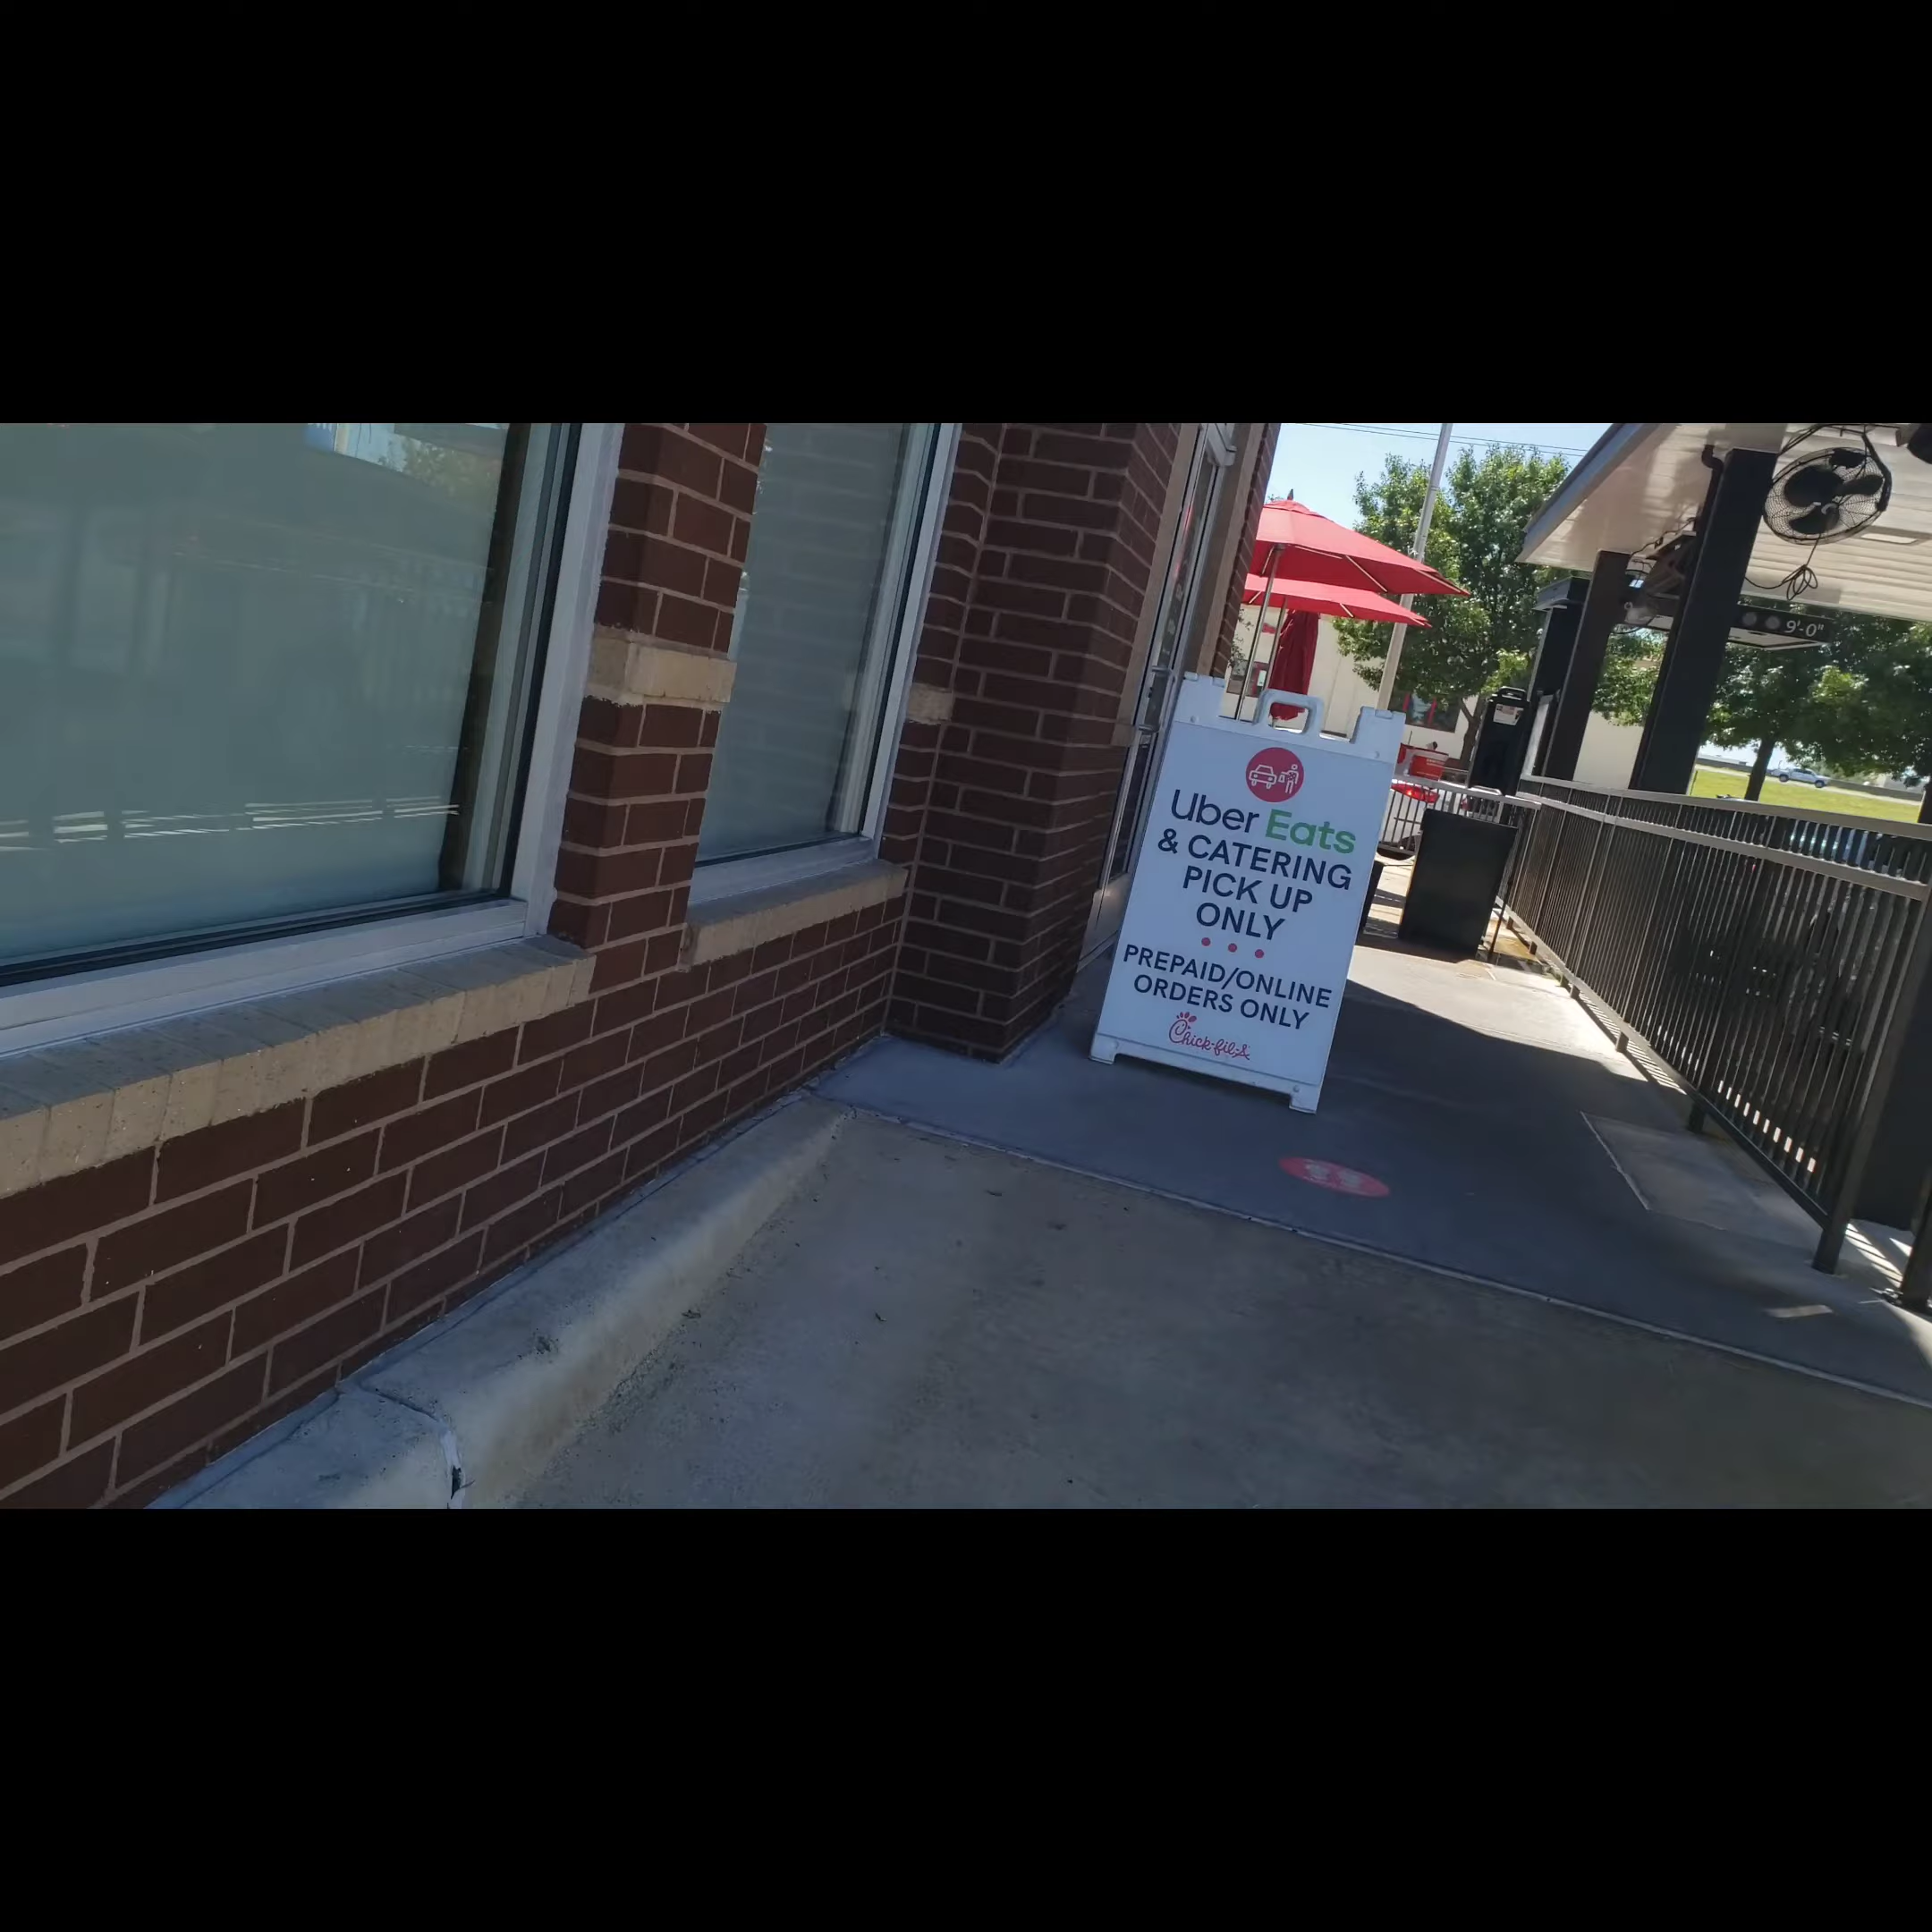 Uber Eats
& CATERING
PICK UP
ONLY
PREPAID/ONLINE
ORDERS ONLY
Chick-fil-A
9'-0"